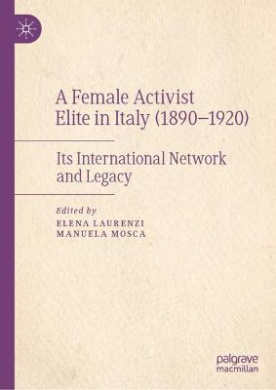 A Female Activist
Elite in Italy (1890–1920)
Its International Network
and Legacy
Edited by
ELENA LAURENZI
MANUELA MOSCA
palgrave
macmillan